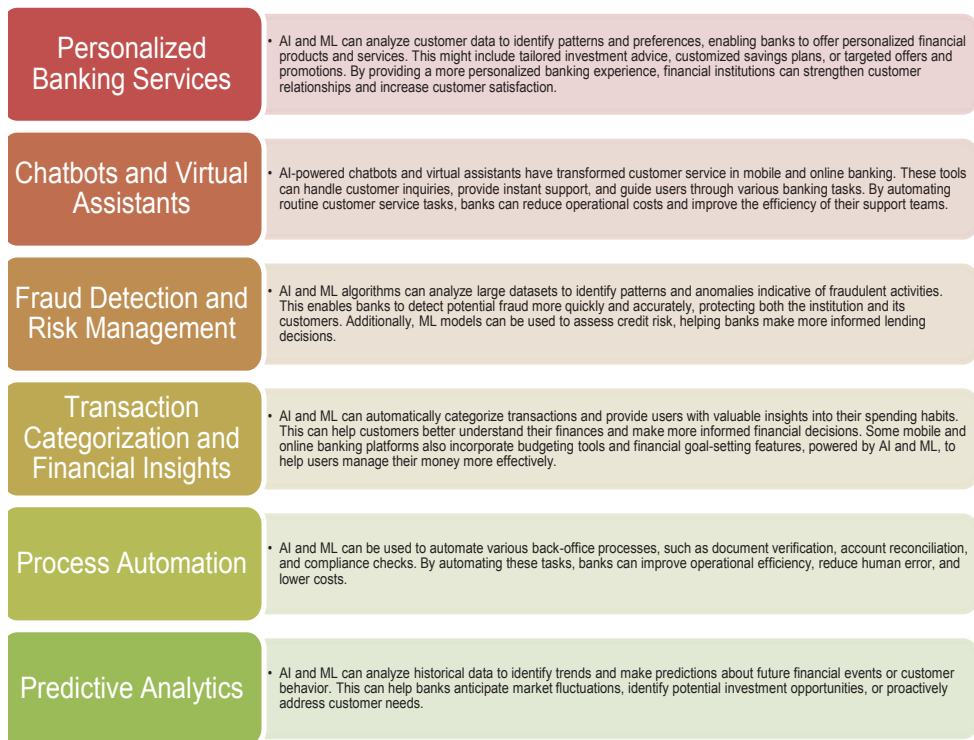 Personalized
Banking Services
• AI and ML can analyze customer data to identify patterns and preferences, enabling banks to offer personalized financial
products and services. This might include tailored investment advice, customized savings plans, or targeted offers and
promotions. By providing a more personalized banking experience, financial institutions can strengthen customer
relationships and increase customer satisfaction.
Chatbots and Virtual
Assistants
• AI-powered chatbots and virtual assistants have transformed customer service in mobile and online banking. These tools
can handle customer inquiries, provide instant support, and guide users through various banking tasks. By automating
routine customer service tasks, banks can reduce operational costs and improve the efficiency of their support teams.
Fraud Detection and
Risk Management
• AI and ML algorithms can analyze large datasets to identify patterns and anomalies indicative of fraudulent activities.
This enables banks to detect potential fraud more quickly and accurately, protecting both the institution and its
customers. Additionally, ML models can be used to assess credit risk, helping banks make more informed lending
decisions.
Transaction
Categorization and
Financial Insights
• AI and ML can automatically categorize transactions and provide users with valuable insights into their spending habits.
This can help customers better understand their finances and make more informed financial decisions. Some mobile and
online banking platforms also incorporate budgeting tools and financial goal-setting features, powered by AI and ML, to
help users manage their money more effectively.
Process Automation
• AI and ML can be used to automate various back-office processes, such as document verification, account reconciliation,
and compliance checks. By automating these tasks, banks can improve operational efficiency, reduce human error, and
lower costs.
Predictive Analytics
• AI and ML can analyze historical data to identify trends and make predictions about future financial events or customer
behavior. This can help banks anticipate market fluctuations, identify potential investment opportunities, or proactively
address customer needs.